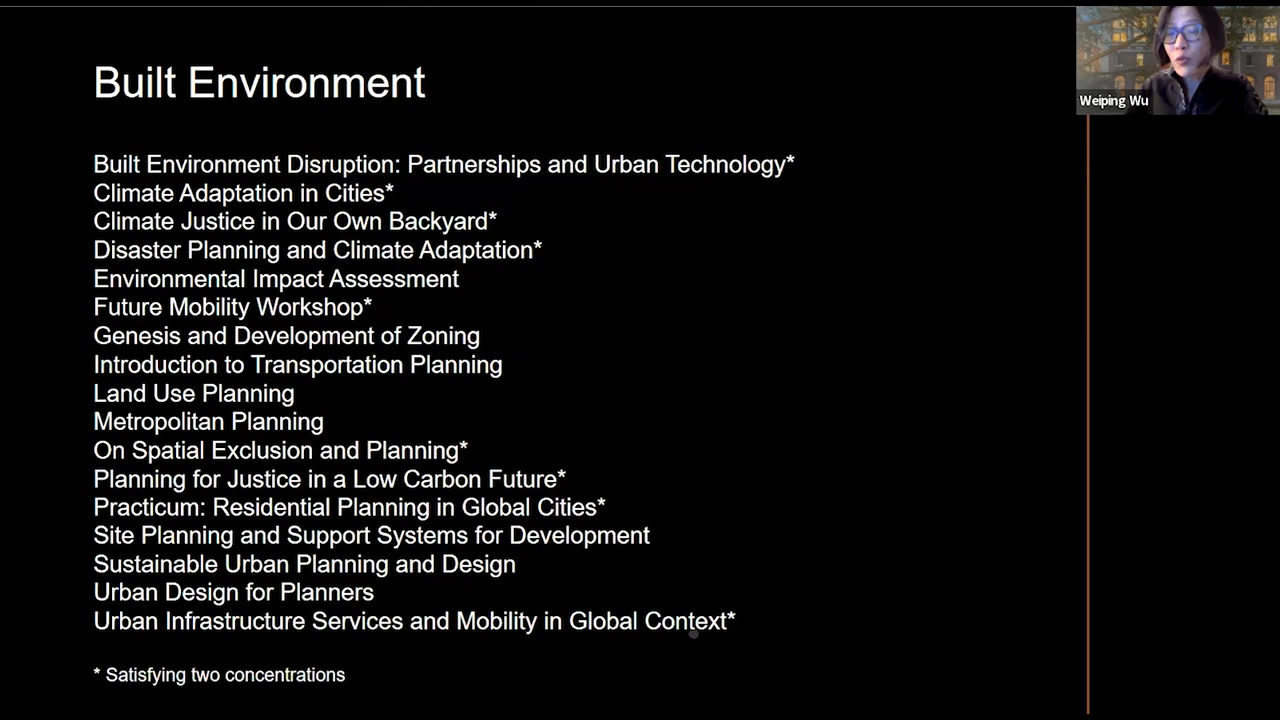 Built Environment
Weiping Wu
Built Environment Disruption: Partnerships and Urban Technology*
Climate Adaptation in Cities*
Climate Justice in Our Own Backyard*
Disaster Planning and Climate Adaptation*
Environmental Impact Assessment
Future Mobility Workshop*
Genesis and Development of Zoning
Introduction to Transportation Planning
Land Use Planning
Metropolitan Planning
On Spatial Exclusion and Planning*
Planning for Justice in a Low Carbon Future*
Practicum: Residential Planning in Global Cities*
Site Planning and Support Systems for Development
Sustainable Urban Planning and Design
Urban Design for Planners
Urban Infrastructure Services and Mobility in Global Context*
* Satisfying two concentrations